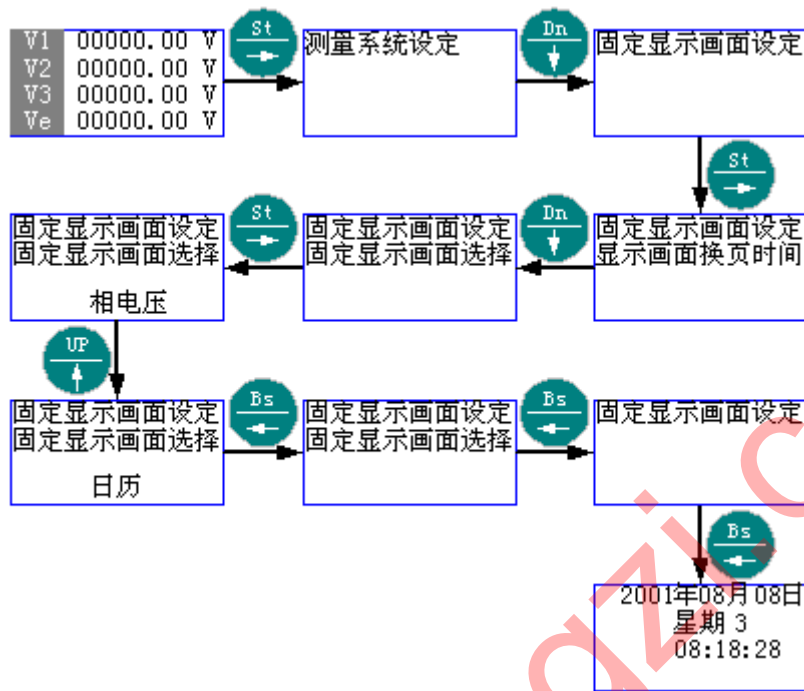 V1 00000.00 V
V2 00000.00 V
V3 00000.00 V
Ve 00000.00 V
St
测量系统设定
Dn
固定显示画面设定
St
固定显示画面设定
固定显示画面选择
相电压
St
固定显示画面设定
固定显示画面选择
Dn
固定显示画面设定
显示画面换页时间
UP
固定显示画面设定
固定显示画面选择
日历
Bs
固定显示画面设定
固定显示画面选择
Bs
固定显示画面设定
Bs
2001年08月08日
星期 3
08:18:28